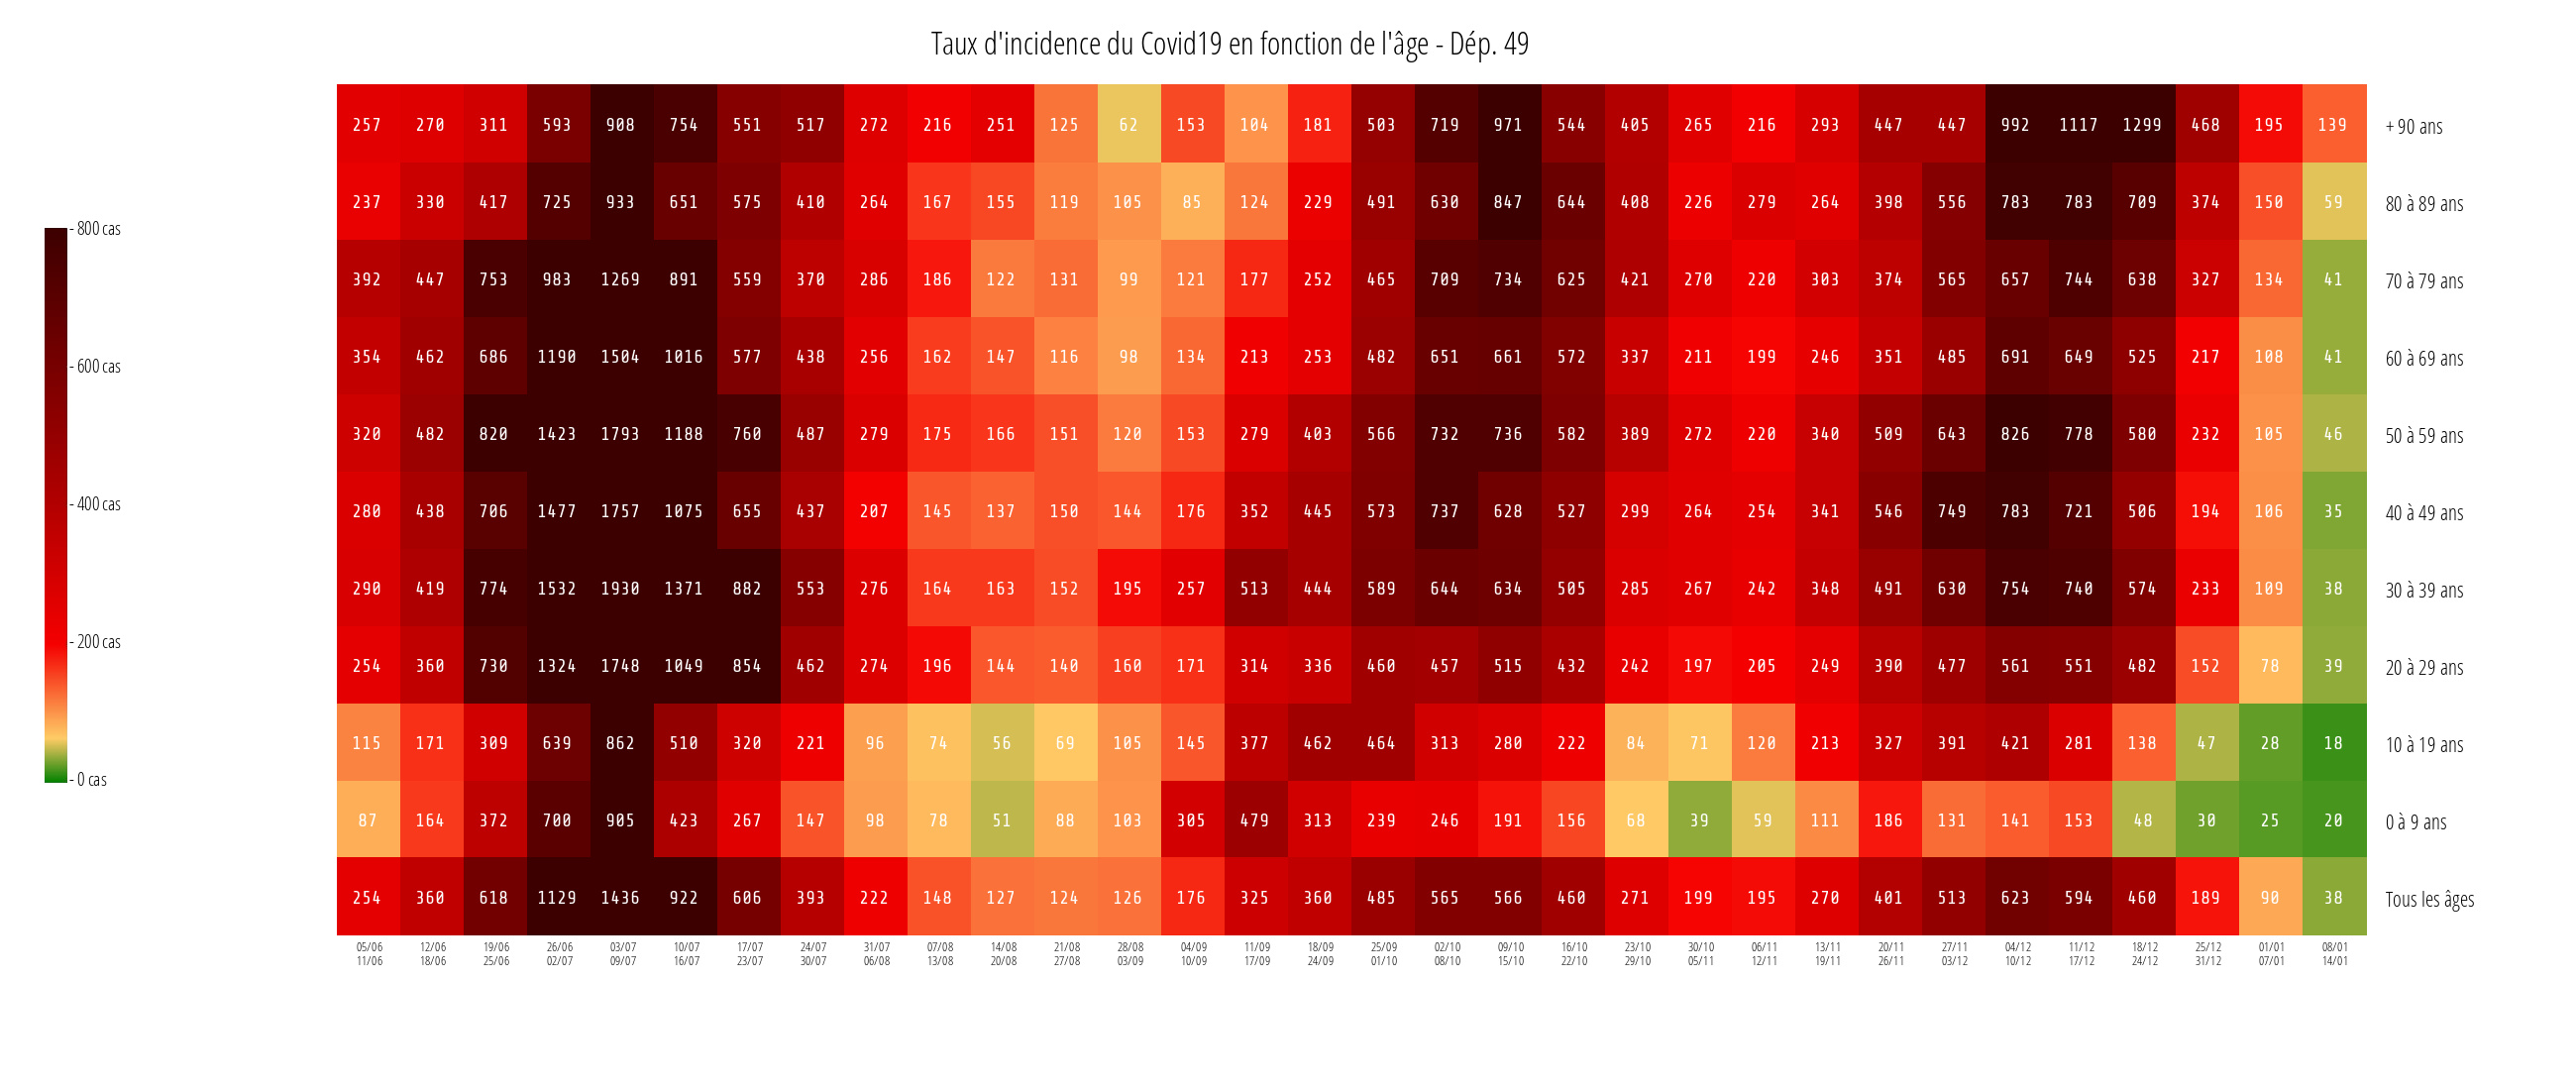 Taux d'incidence du Covid19 en fonction de l'âge - Dép. 49
- 800 cas
- 600 cas
- 400 cas
- 200 cas
- 0 cas
257 270 311 593 908 754 551 517 272 216 251 125 62 153 104 181 503 719 971 544 405 265 216 293 447 447 992 1117 1299 468 195 139 + 90 ans
237 330 417 725 933 651 575 410 264 167 155 119 105 85 124 229 491 630 847 644 408 226 279 264 398 556 783 783 709 374 150 59 80 à 89 ans
392 447 753 983 1269 891 559 370 286 186 122 131 99 121 177 252 465 709 734 625 421 270 220 303 374 565 657 744 638 327 134 41 70 à 79 ans
354 462 686 1190 1504 1016 577 438 256 162 147 116 98 134 213 253 482 651 661 572 337 211 199 246 351 485 691 649 525 217 108 41 60 à 69 ans
320 482 820 1423 1793 1188 760 487 279 175 166 151 120 153 279 403 566 732 736 582 389 272 220 340 509 643 826 778 580 232 105 46 50 à 59 ans
280 438 706 1477 1757 1075 655 437 207 145 137 150 144 176 352 445 573 737 628 527 299 264 254 341 546 749 783 721 506 194 106 35 40 à 49 ans
290 419 774 1532 1930 1371 882 553 276 164 163 152 195 257 513 444 589 644 634 505 285 267 242 348 491 630 754 740 574 233 109 38 30 à 39 ans
254 360 730 1324 1748 1049 854 462 274 196 144 140 160 171 314 336 460 457 515 432 242 197 205 249 390 477 561 551 482 152 78 39 20 à 29 ans
115 171 309 639 862 510 320 221 96 74 56 69 105 145 377 462 464 313 280 222 84 71 120 213 327 391 421 281 138 47 28 18 10 à 19 ans
87 164 372 700 905 423 267 147 98 78 51 88 103 305 479 313 239 246 191 156 68 39 59 111 186 131 141 153 48 30 25 20 0 à 9 ans
254 360 618 1129 1436 922 606 393 222 148 127 124 126 176 325 360 485 565 566 460 271 199 195 270 401 513 623 594 460 189 90 38 Tous les âges
05/06 12/06 19/06 26/06 03/07 10/07 17/07 24/07 31/07 07/08 14/08 21/08 28/08 04/09 11/09 18/09 25/09 02/10 09/10 16/10 23/10 30/10 06/11 13/11 20/11 27/11 04/12 11/12 18/12 25/12 01/01 08/01
11/06 18/06 25/06 02/07 09/07 16/07 23/07 30/07 06/08 13/08 20/08 27/08 03/09 10/09 17/09 24/09 01/10 08/10 15/10 22/10 29/10 05/11 12/11 19/11 26/11 03/12 10/12 17/12 24/12 31/12 07/01 14/01